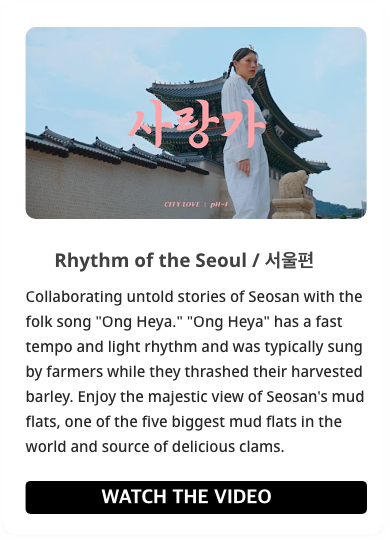 사랑가
CITY LOVE | pH-1
Rhythm of the Seoul / 서울편
Collaborating untold stories of Seosan with the
folk song "Ong Heya." "Ong Heya" has a fast
tempo and light rhythm and was typically sung
by farmers while they thrashed their harvested
barley. Enjoy the majestic view of Seosan's mud
flats, one of the five biggest mud flats in the
world and source of delicious clams.
WATCH THE VIDEO